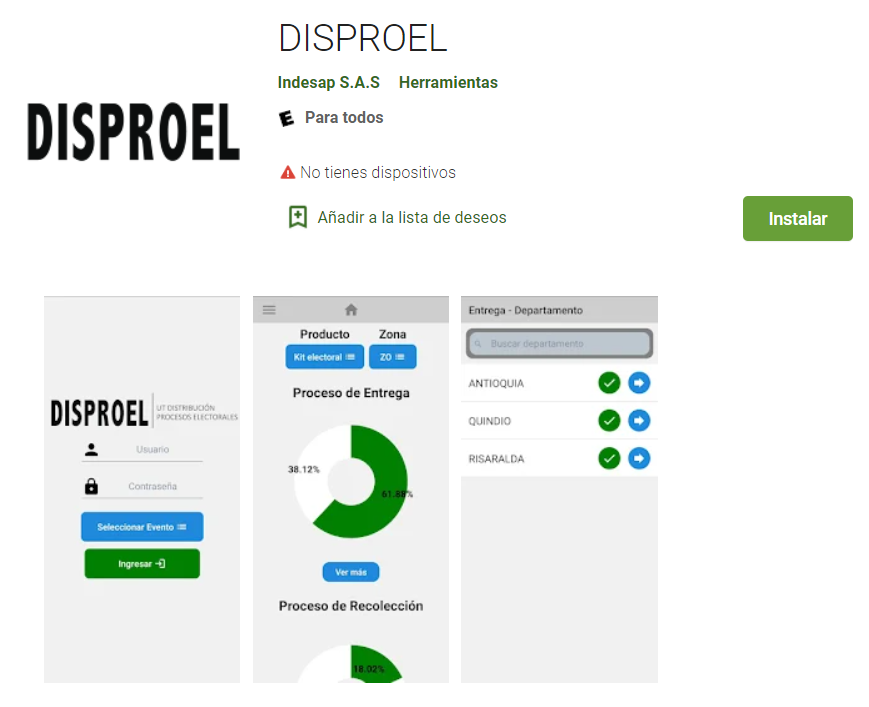 DISPROEL
DISPROEL
Indesap S.A.S Herramientas
E Para todos
No tienes dispositivos
Añadir a la lista de deseos
Instalar
DISPROEL
UT DISTRIBUCIÓN
PROCESOS ELECTORALES
Usuario
Contraseña
Seleccionar Evento
Ingresar
Producto Zona
Kit electoral ZO
Proceso de Entrega
38.12%
61.88%
Ver más
Proceso de Recolección
18.02%
Entrega - Departamento
Buscar departamento
ANTIOQUIA
QUINDIO
RISARALDA